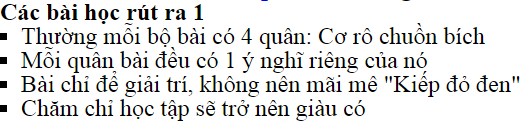 Các bài học rút ra 1
▪ Thường mỗi bộ bài có 4 quân: Cơ rô chuồn bích
▪ Mỗi quân bài đều có 1 ý nghĩ riêng của nó
▪ Bài chỉ để giải trí, không nên mãi mê "Kiếp đỏ đen"
▪ Chăm chỉ học tập sẽ trở nên giàu có